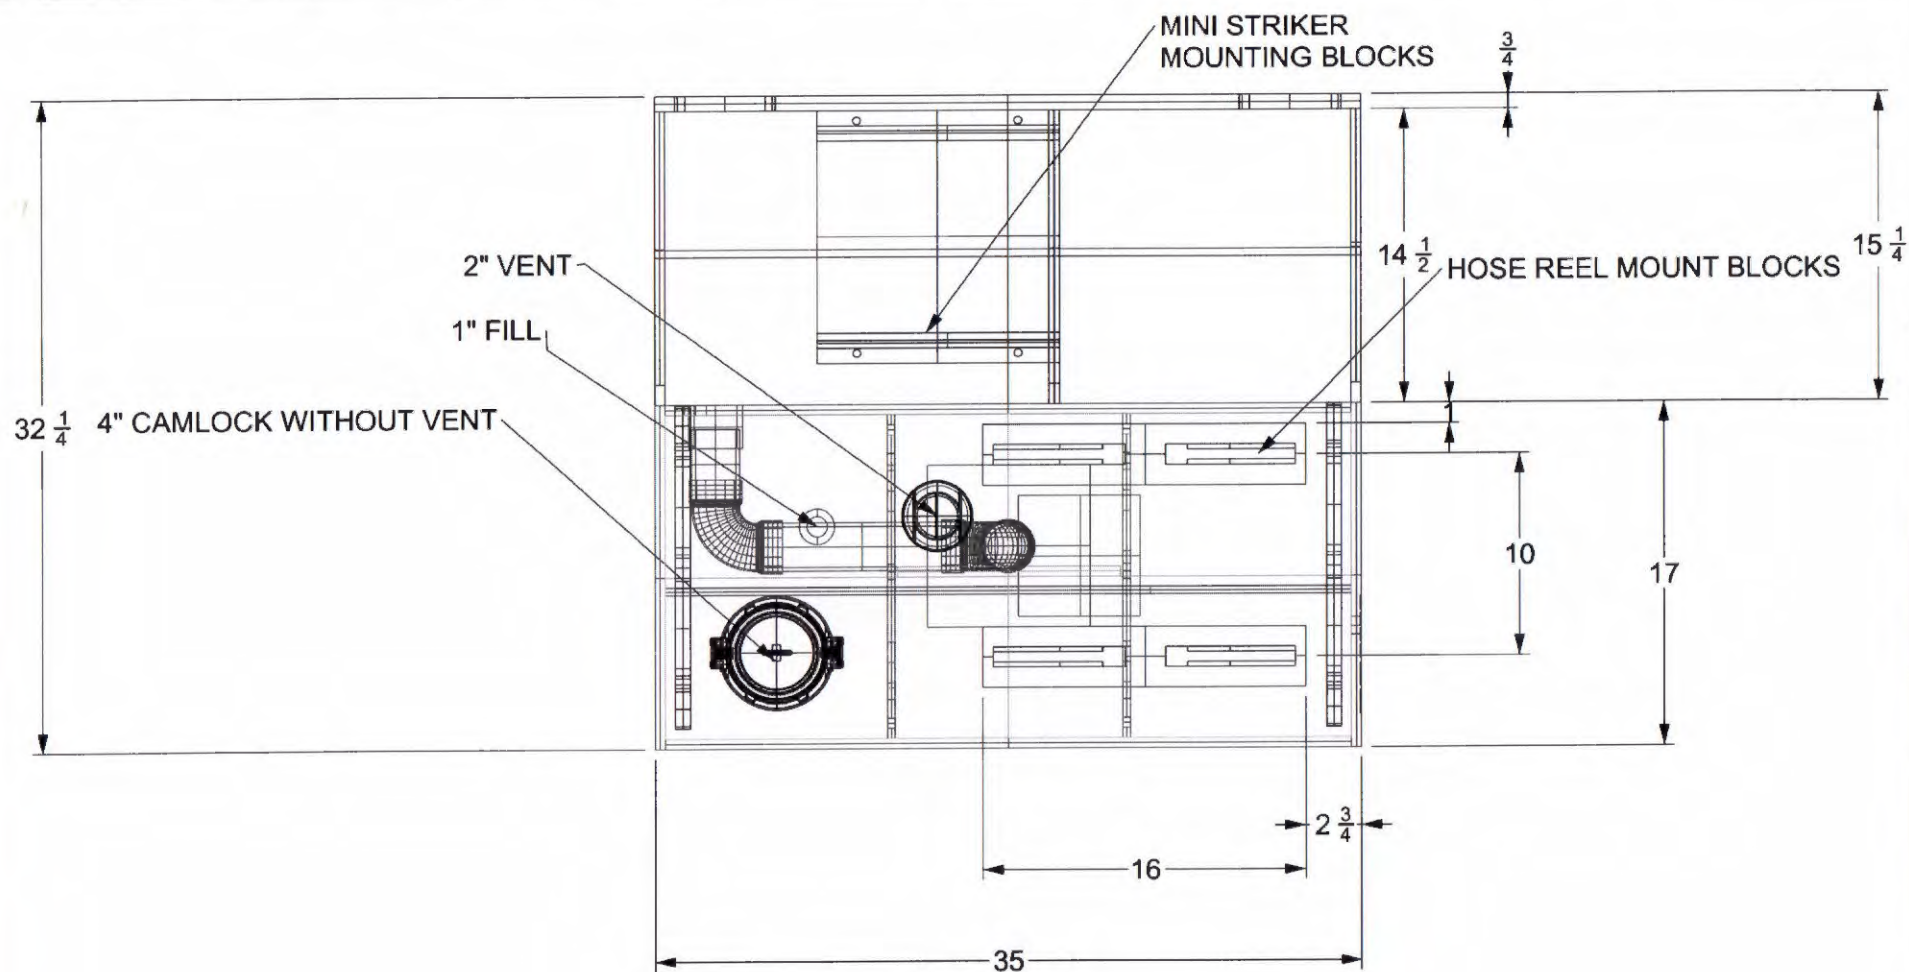 MINI STRIKER
MOUNTING BLOCKS
3/4
2" VENT
14 1/2
15 1/4
HOSE REEL MOUNT BLOCKS
1" FILL
32 1/4
4" CAMLOCK WITHOUT VENT
1
10
17
2 3/4
16
35